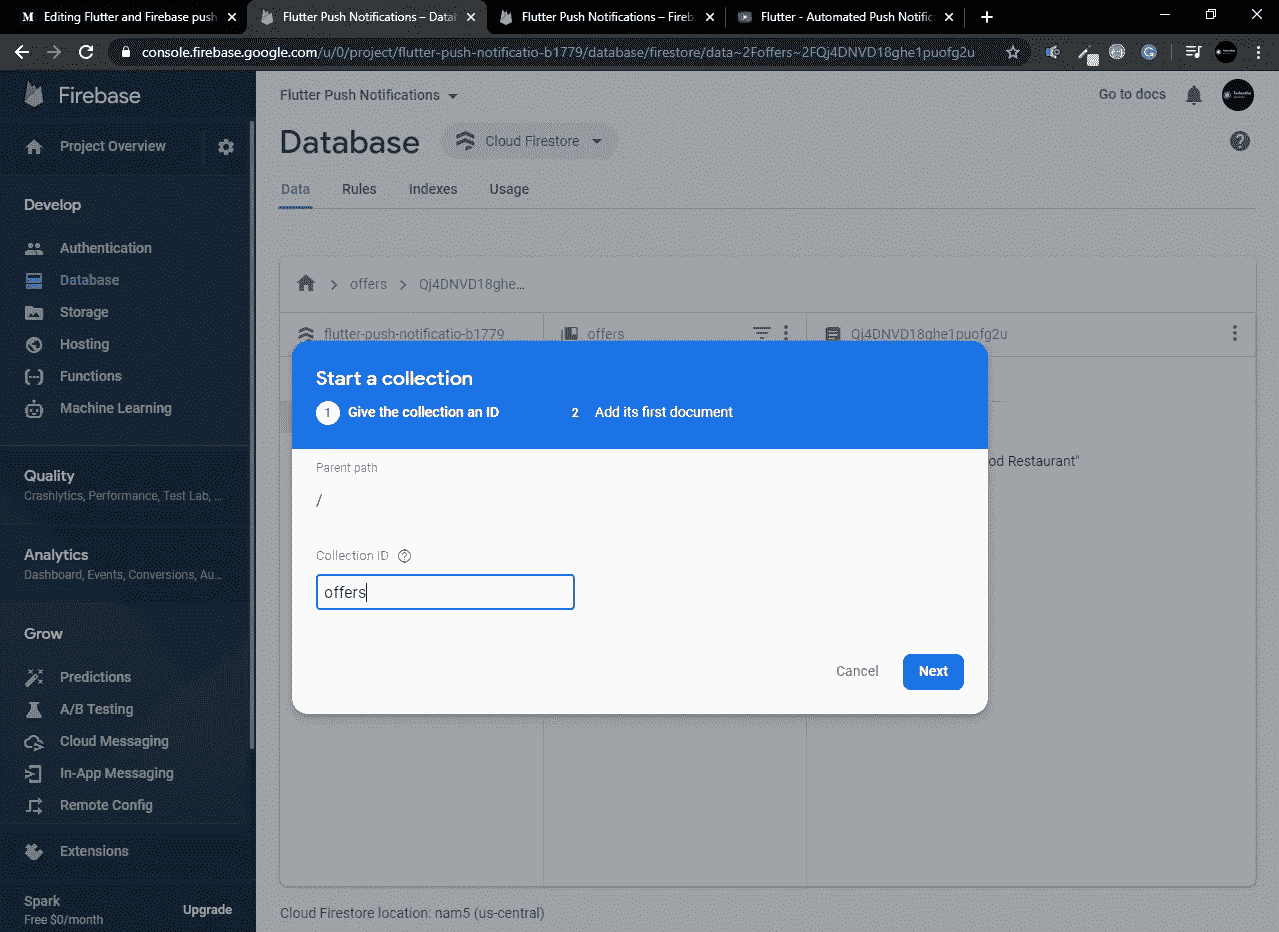 Editing Flutter and Firebase push
Flutter Push Notifications – Data
Flutter Push Notifications – Fireb
Flutter - Automated Push Notific
console.firebase.google.com/u/0/project/flutter-push-notificatio-b1779/database/firestore/data~2Foffers~2FQj4DNVD18ghe1puofg2u
Firebase
Project Overview
Develop
Authentication
Database
Storage
Hosting
Functions
Machine Learning
Quality
Crashlytics, Performance, Test Lab, ...
Analytics
Dashboard, Events, Conversions, Au...
Grow
Predictions
A/B Testing
Cloud Messaging
In-App Messaging
Remote Config
Extensions
Spark
Free $0/month
Upgrade
Flutter Push Notifications
Go to docs
Database
Cloud Firestore
Data Rules Indexes Usage
offers > Qj4DNVD18ghe...
flutter-push-notificatio-b1779
offers
Qj4DNVD18ghe1puofg2u
od Restaurant"
Start a collection
1 Give the collection an ID
2 Add its first document
Parent path
/
Collection ID
offers
Cancel
Next
Cloud Firestore location: nam5 (us-central)